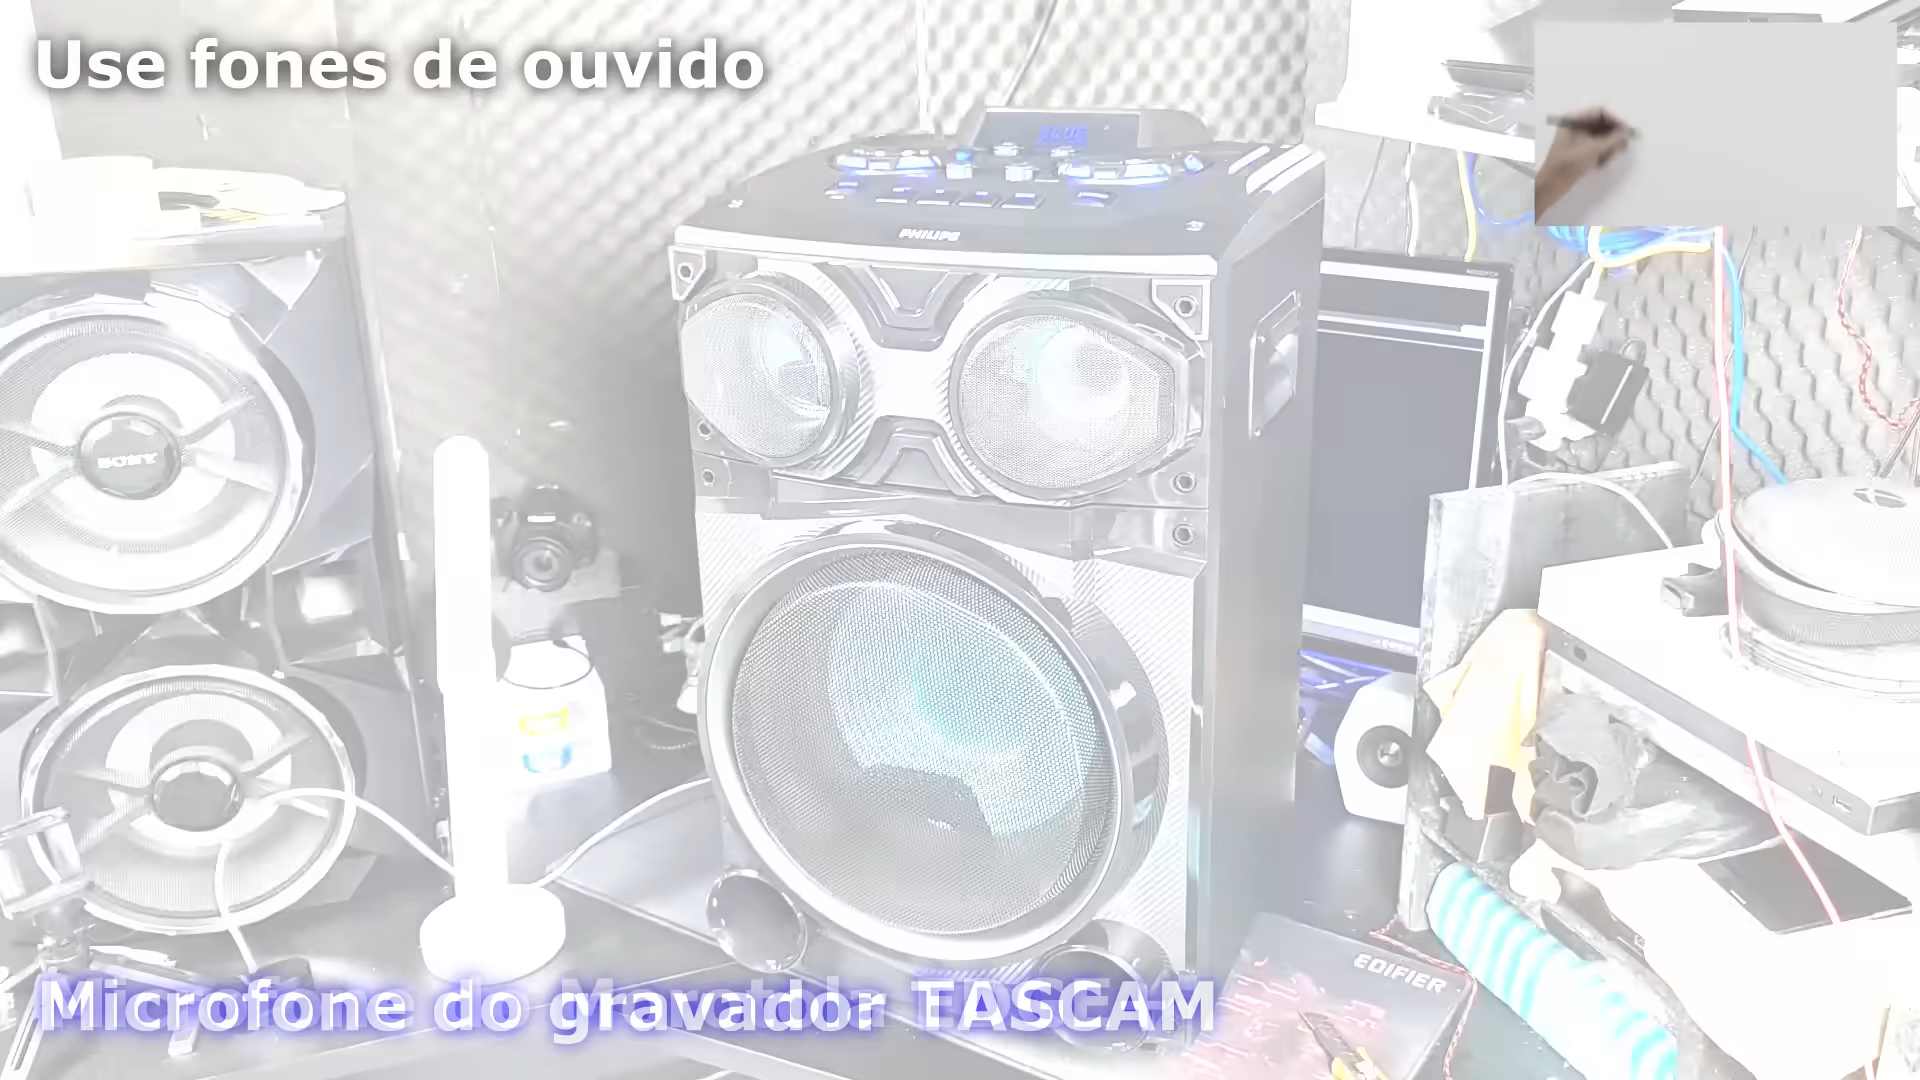 Use fones de ouvido
PHILIPS
SONY
EDIFIER
Microfone do gravador TASCAM